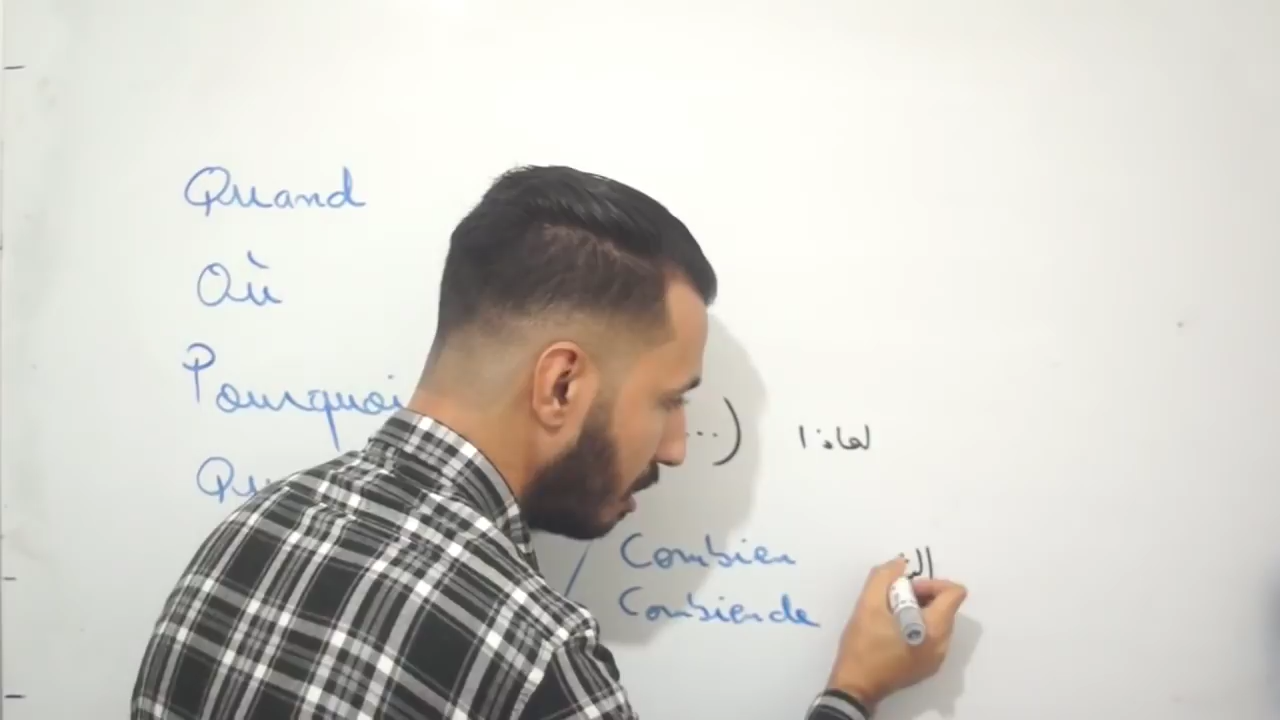 Quand
Où
Pourquoi ...) لماذا
Qu
Combien
Combien de